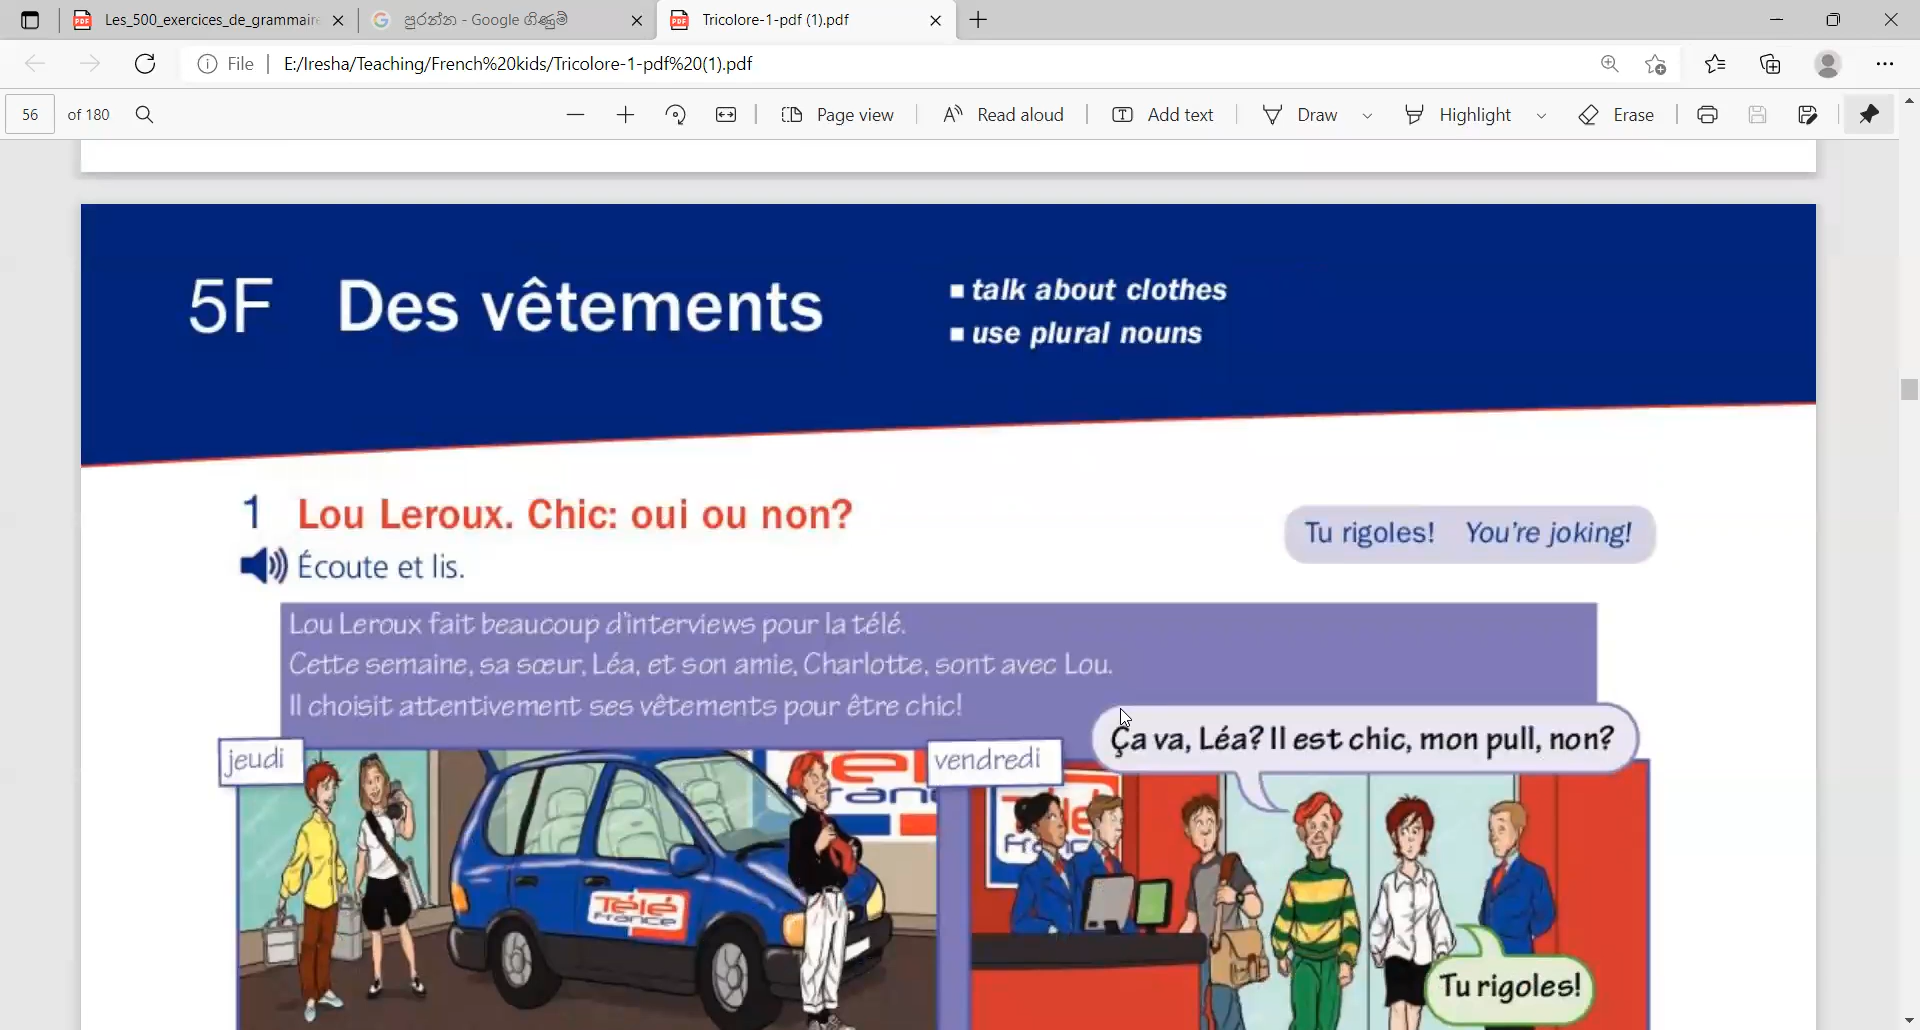 Les_500_exercices_de_grammair
පුරන්න - Google ගිණුම්
Tricolore-1-pdf (1).pdf
File
E:/Iresha/Teaching/French%20kids/Tricolore-1-pdf%20(1).pdf
56 of 180
Page view
Read aloud
Add text
Draw
Highlight
Erase
5F Des vêtements
■ talk about clothes
■ use plural nouns
1 Lou Leroux. Chic: oui ou non?
Écoute et lis.
Tu rigoles! You're joking!
Lou Leroux fait beaucoup d'interviews pour la télé.
Cette semaine, sa sœur, Léa, et son amie, Charlotte, sont avec Lou.
Il choisit attentivement ses vêtements pour être chic!
jeudi
vendredi
Ça va, Léa? Il est chic, mon pull, non?
Télé
France
Tu rigoles!